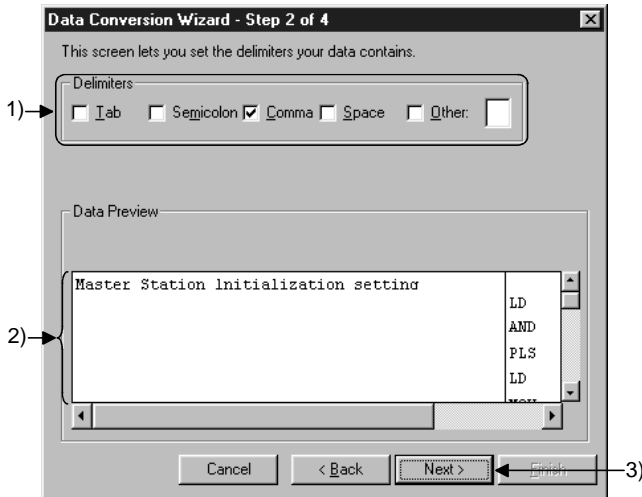 Data Conversion Wizard - Step 2 of 4
This screen lets you set the delimiters your data contains.
Delimiters
1)
Tab Semicolon Comma Space Other:
Data Preview
Master Station Initialization setting
LD
AND
2)
PLS
LD
Cancel < Back Next > Finish
3)